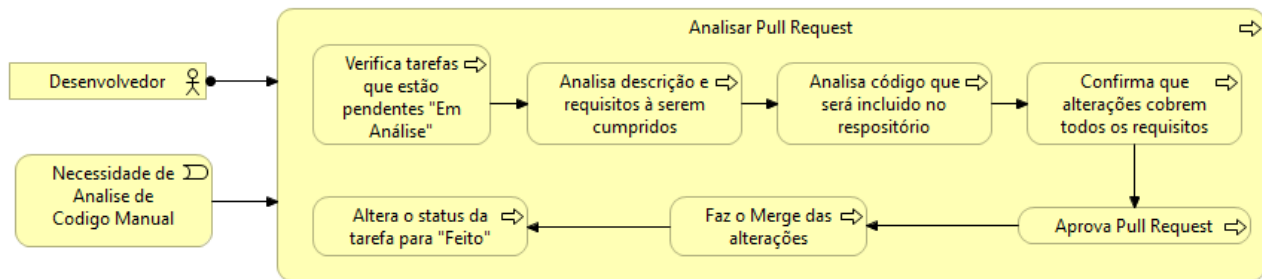 Analisar Pull Request
Desenvolvedor
Verifica tarefas
que estão
pendentes "Em
Análise"
Analisa descrição e
requisitos à serem
cumpridos
Analisa código que
será incluido no
respositório
Confirma que
alterações cobrem
todos os requisitos
Necessidade de
Analise de
Codigo Manual
Altera o status da
tarefa para "Feito"
Faz o Merge das
alterações
Aprova Pull Request